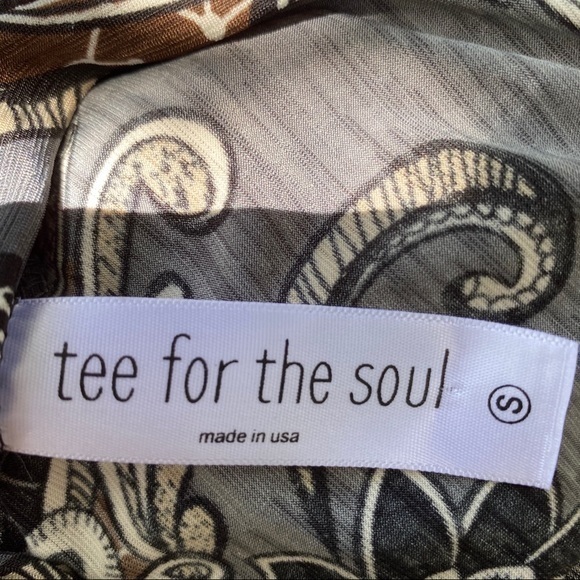 tee for the soul
S
made in usa